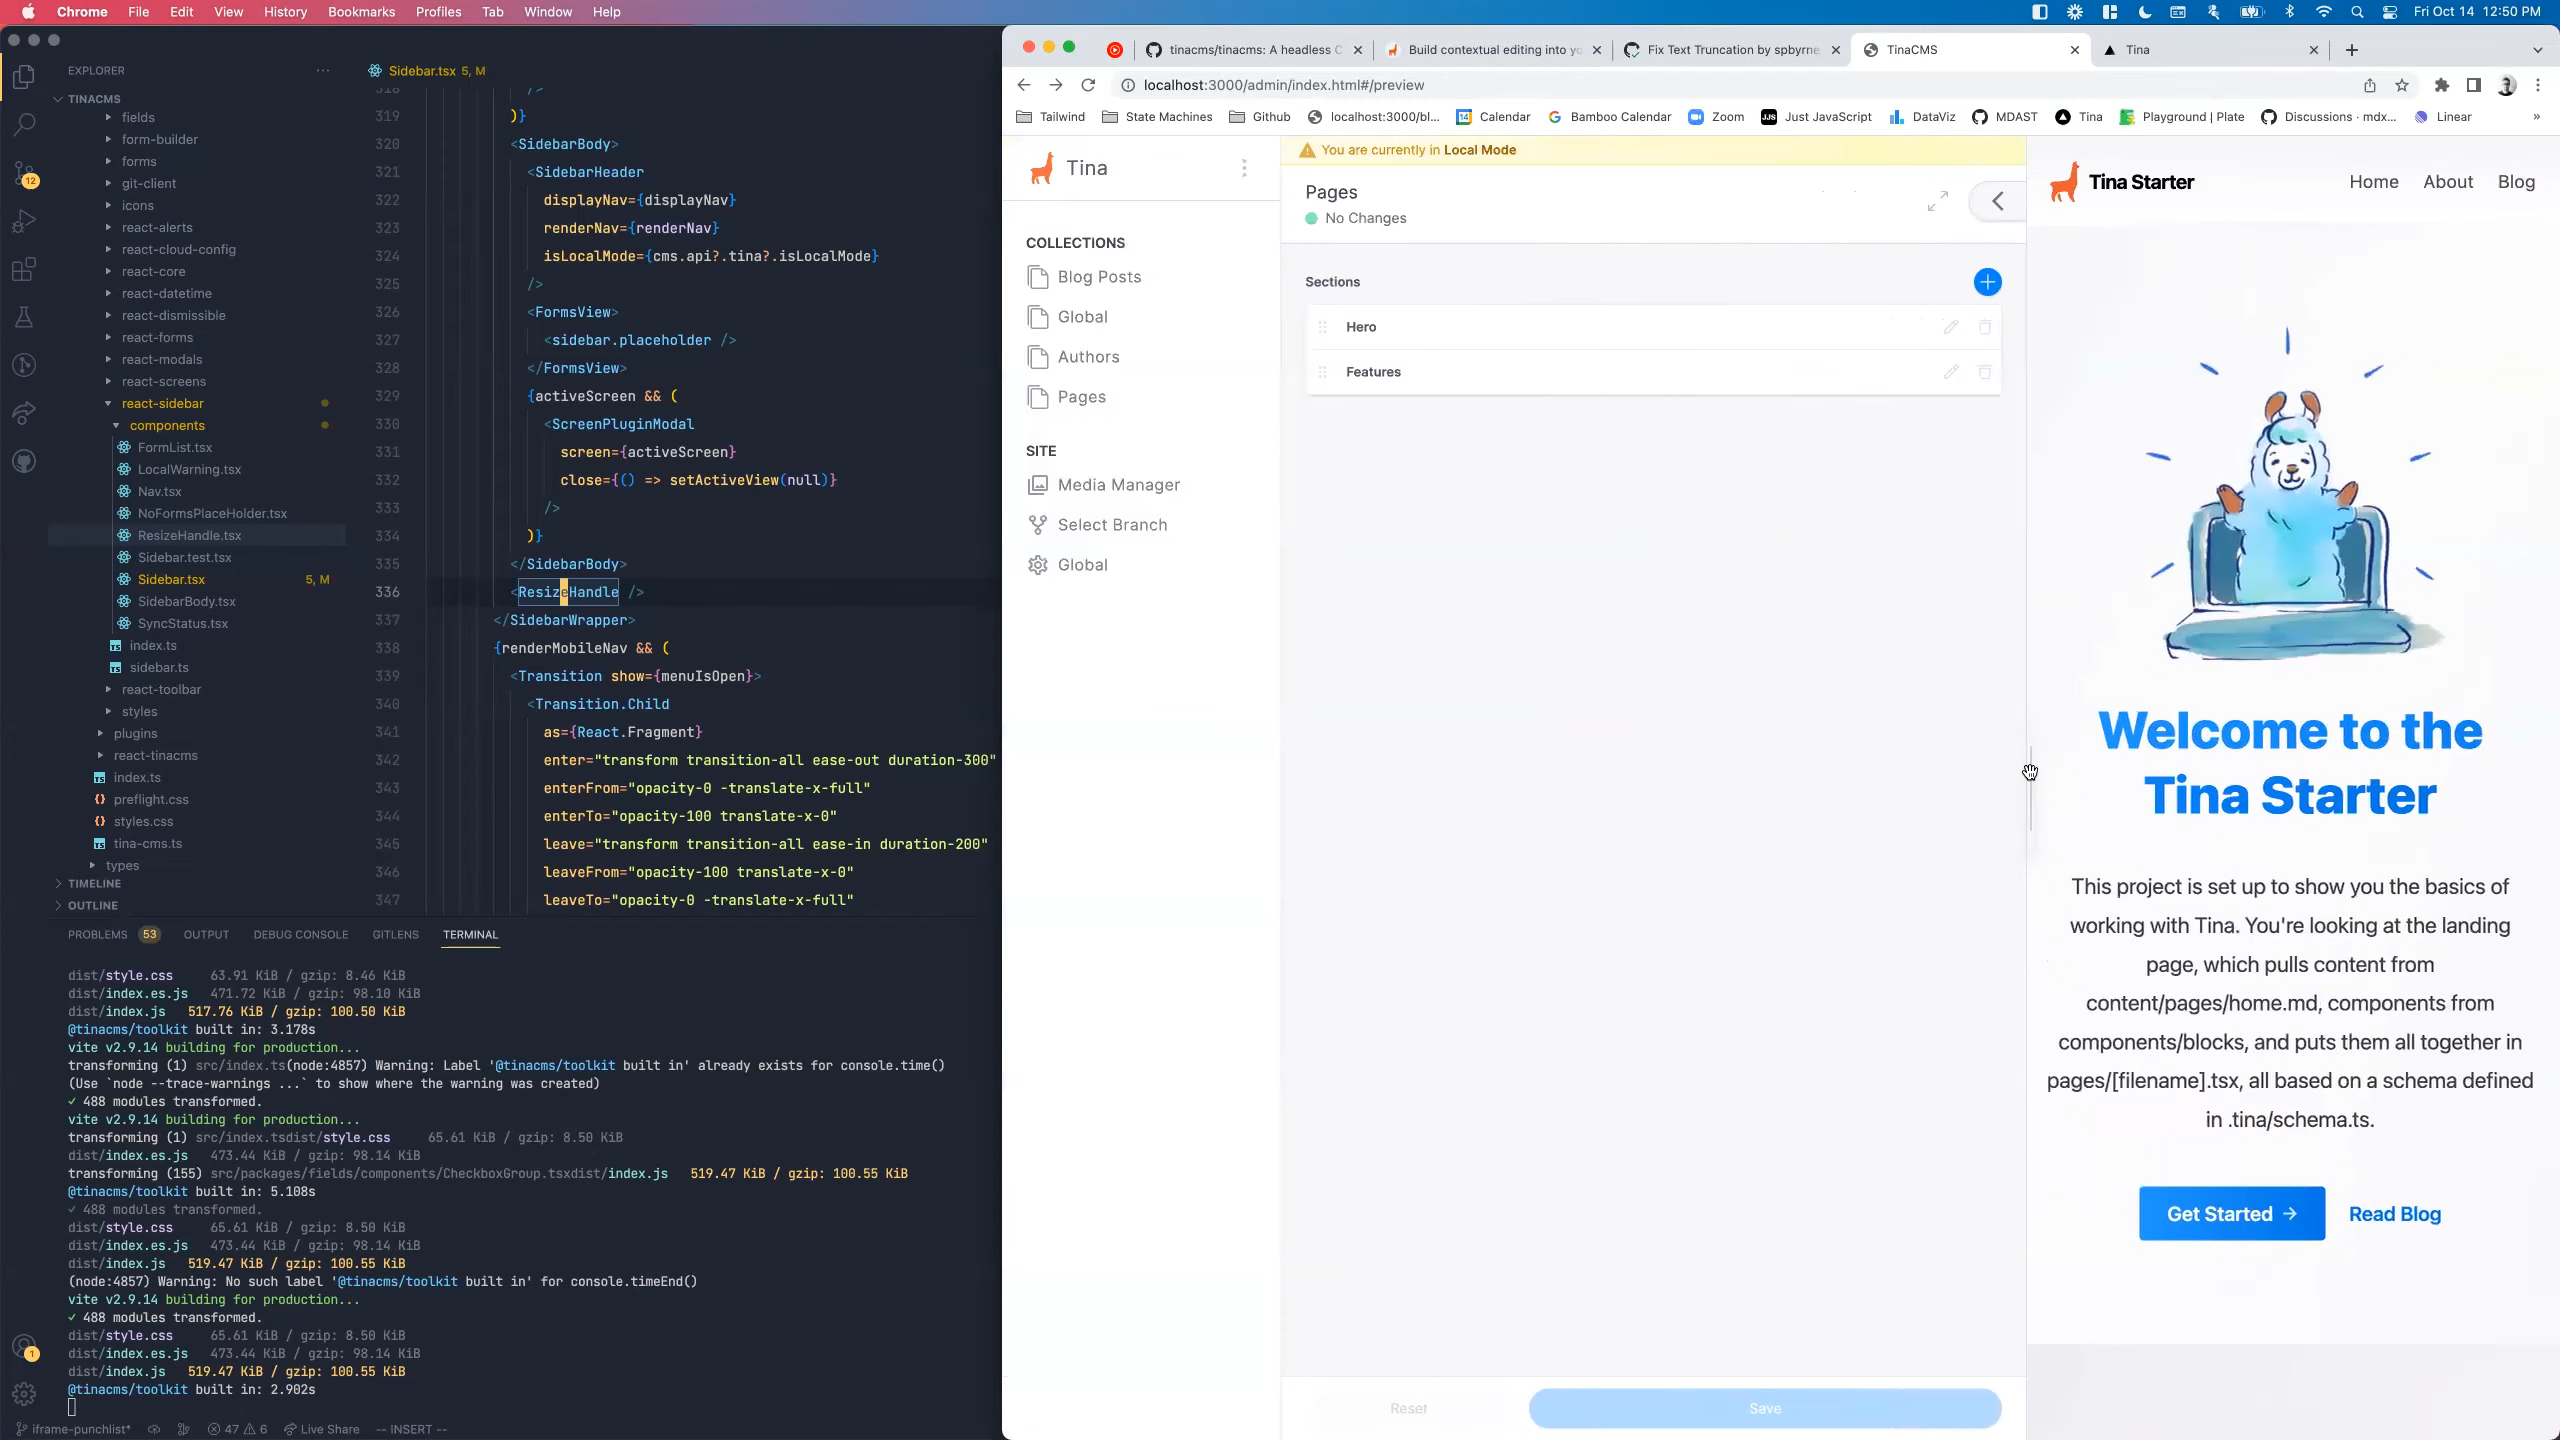 Chrome File Edit View History Bookmarks Profiles Tab Window Help
Fri Oct 14 12:50 PM
EXPLORER
TINACMS
fields
form-builder
forms
git-client
icons
react-alerts
react-cloud-config
react-core
react-datetime
react-dismissible
react-forms
react-modals
react-screens
react-sidebar
components
FormList.tsx
LocalWarning.tsx
Nav.tsx
NoFormsPlaceHolder.tsx
ResizeHandle.tsx
Sidebar.test.tsx
Sidebar.tsx 5, M
SidebarBody.tsx
SyncStatus.tsx
index.ts
sidebar.ts
react-toolbar
styles
plugins
react-tinacms
index.ts
preflight.css
styles.css
tina-cms.ts
types
TIMELINE
OUTLINE
12
1
Sidebar.tsx 5, M
318 />
319 )}
320 <SidebarBody>
321 <SidebarHeader
322 displayNav={displayNav}
323 renderNav={renderNav}
324 isLocalMode={cms.api?.tina?.isLocalMode}
325 />
326 <FormsView>
327 <sidebar.placeholder />
328 </FormsView>
329 {activeScreen && (
330 <ScreenPluginModal
331 screen={activeScreen}
332 close={() => setActiveView(null)}
333 />
334 )}
335 </SidebarBody>
336 <ResizeHandle />
337 </SidebarWrapper>
338 {renderMobileNav && (
339 <Transition show={menuIsOpen}>
340 <Transition.Child
341 as={React.Fragment}
342 enter="transform transition-all ease-out duration-300"
343 enterFrom="opacity-0 -translate-x-full"
344 enterTo="opacity-100 translate-x-0"
345 leave="transform transition-all ease-in duration-200"
346 leaveFrom="opacity-100 translate-x-0"
347 leaveTo="opacity-0 -translate-x-full"
PROBLEMS 53 OUTPUT DEBUG CONSOLE GITLENS TERMINAL
dist/style.css 63.91 KiB / gzip: 8.46 KiB
dist/index.es.js 471.72 KiB / gzip: 98.10 KiB
dist/index.js 517.76 KiB / gzip: 100.50 KiB
@tinacms/toolkit built in: 3.178s
vite v2.9.14 building for production...
transforming (1) src/index.ts(node:4857) Warning: Label '@tinacms/toolkit built in' already exists for console.time()
(Use `node --trace-warnings ...` to show where the warning was created)
✓ 488 modules transformed.
vite v2.9.14 building for production...
transforming (1) src/index.tsdist/style.css 65.61 KiB / gzip: 8.50 KiB
dist/index.es.js 473.44 KiB / gzip: 98.14 KiB
transforming (155) src/packages/fields/components/CheckboxGroup.tsxdist/index.js 519.47 KiB / gzip: 100.55 KiB
@tinacms/toolkit built in: 5.108s
✓ 488 modules transformed.
dist/style.css 65.61 KiB / gzip: 8.50 KiB
dist/index.es.js 473.44 KiB / gzip: 98.14 KiB
dist/index.js 519.47 KiB / gzip: 100.55 KiB
(node:4857) Warning: No such label '@tinacms/toolkit built in' for console.timeEnd()
vite v2.9.14 building for production...
✓ 488 modules transformed.
dist/style.css 65.61 KiB / gzip: 8.50 KiB
dist/index.es.js 473.44 KiB / gzip: 98.14 KiB
dist/index.js 519.47 KiB / gzip: 100.55 KiB
@tinacms/toolkit built in: 2.902s
iframe-punchlist* 47 6 Live Share -- INSERT --
tinacms/tinacms: A headless C Build contextual editing into yo Fix Text Truncation by spbyrne TinaCMS Tina
localhost:3000/admin/index.html#/preview
Tailwind State Machines Github localhost:3000/bl... Calendar Bamboo Calendar Zoom Just JavaScript DataViz MDAST Tina Playground | Plate Discussions · mdx... Linear »
Tina
COLLECTIONS
Blog Posts
Global
Authors
Pages
SITE
Media Manager
Select Branch
Global
You are currently in Local Mode
Pages
No Changes
Sections
Hero
Features
Reset Save
Tina Starter Home About Blog
Welcome to the
Tina Starter
This project is set up to show you the basics of
working with Tina. You're looking at the landing
page, which pulls content from
content/pages/home.md, components from
components/blocks, and puts them all together in
pages/[filename].tsx, all based on a schema defined
in .tina/schema.ts.
Get Started → Read Blog